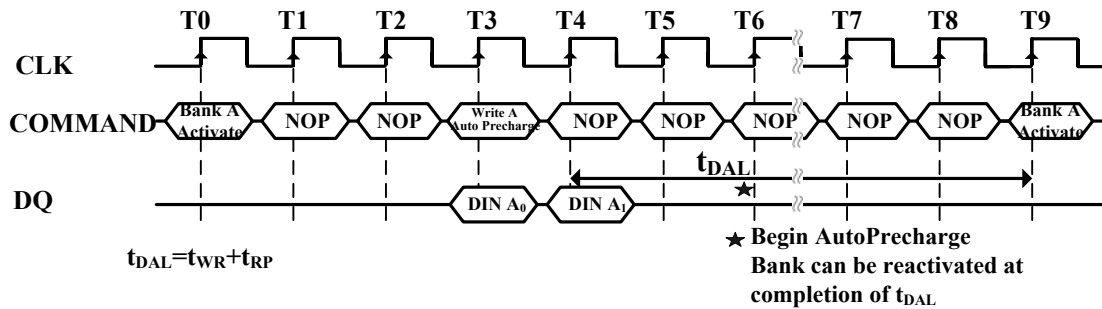 T0 T1 T2 T3 T4 T5 T6 T7 T8 T9
CLK
COMMAND Bank A Activate NOP NOP Write A Auto Precharge NOP NOP NOP NOP NOP Bank A Activate
tDAL
DQ DIN A0 DIN A1
★ Begin AutoPrecharge
tDAL=tWR+tRP
Bank can be reactivated at
completion of tDAL